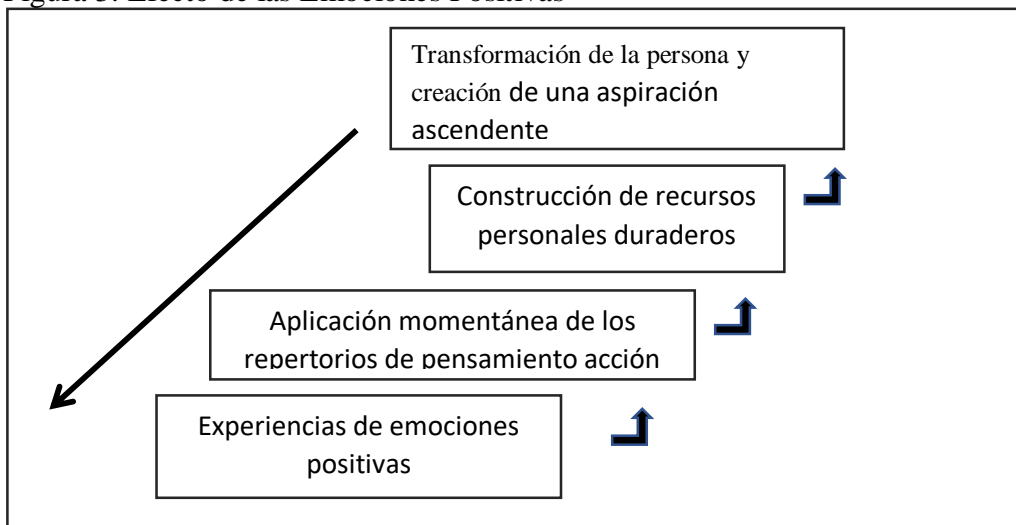 Figura 3. Efecto de las Emociones Positivas
Transformación de la persona y
creación de una aspiración
ascendente
Construcción de recursos
personales duraderos
Aplicación momentánea de los
repertorios de pensamiento acción
Experiencias de emociones
positivas